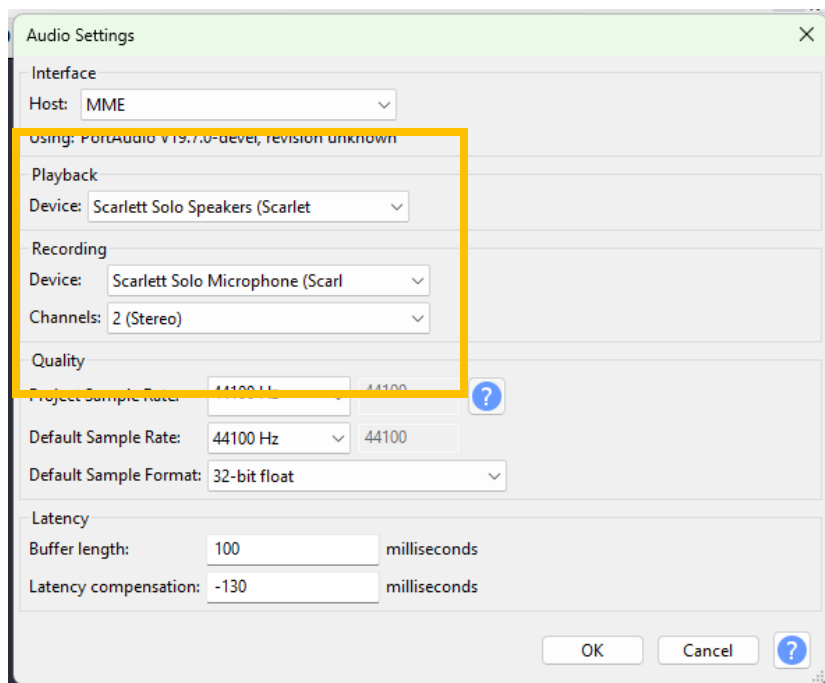 Audio Settings
Interface
Host: MME
Using: PortAudio V19.7.0-devel, revision unknown
Playback
Device: Scarlett Solo Speakers (Scarlet
Recording
Device: Scarlett Solo Microphone (Scarl
Channels: 2 (Stereo)
Quality
Project Sample Rate: 44100 Hz 44100 ?
Default Sample Rate: 44100 Hz 44100
Default Sample Format: 32-bit float
Latency
Buffer length: 100 milliseconds
Latency compensation: -130 milliseconds
OK Cancel ?